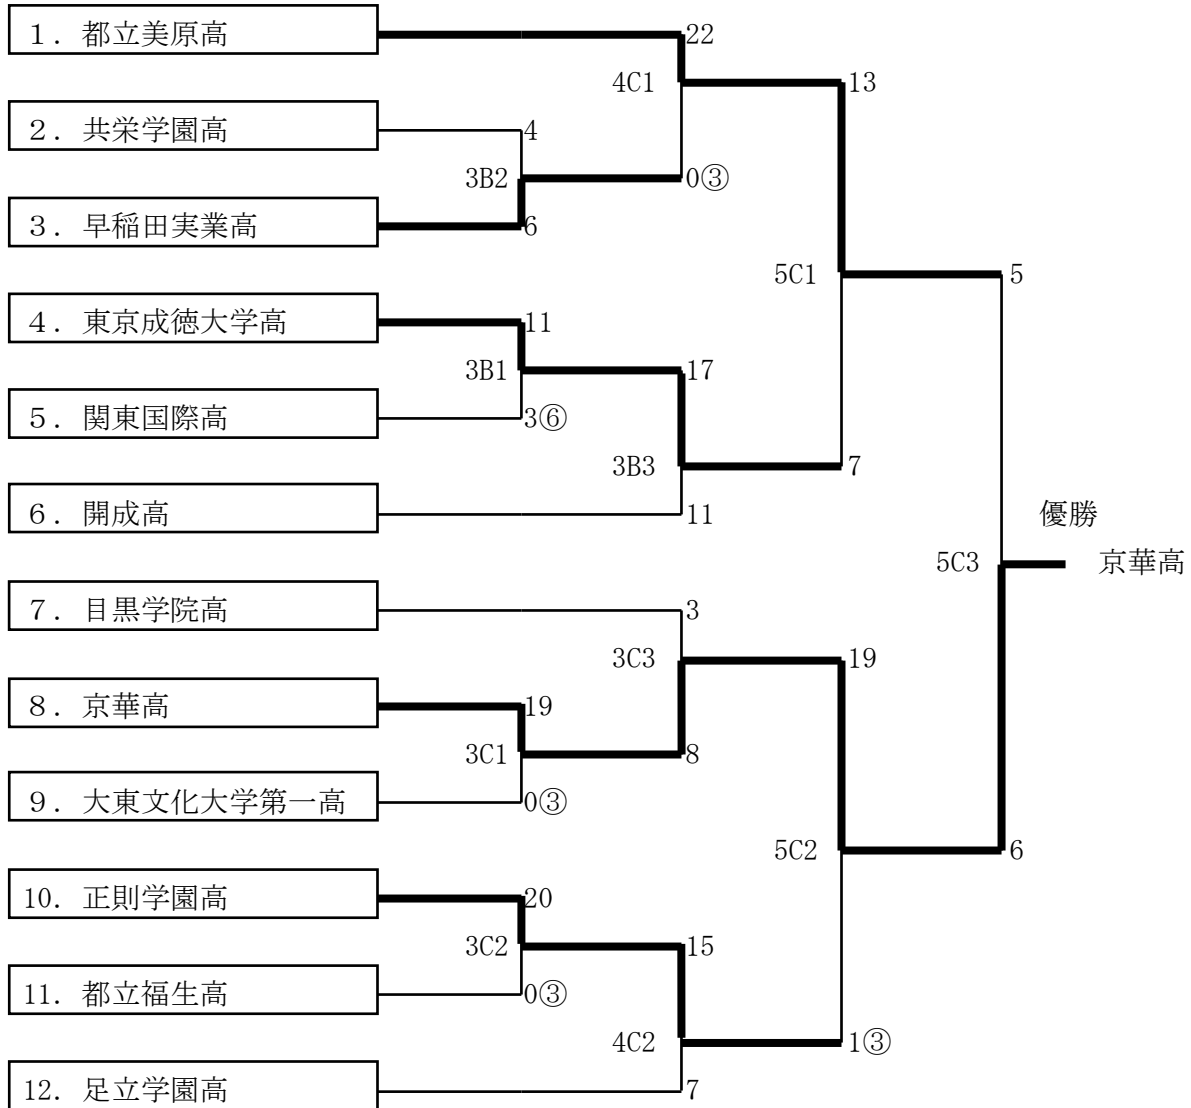 １．都立美原高
22
4C1
13
２．共栄学園高
4
3B2
0③
３．早稲田実業高
6
5C1
5
４．東京成徳大学高
11
3B1
17
５．関東国際高
3⑥
3B3
7
６．開成高
11
優勝
5C3
京華高
７．目黒学院高
3
3C3
19
８．京華高
19
3C1
8
９．大東文化大学第一高
0③
5C2
6
10．正則学園高
20
3C2
15
11．都立福生高
0③
4C2
1③
12．足立学園高
7